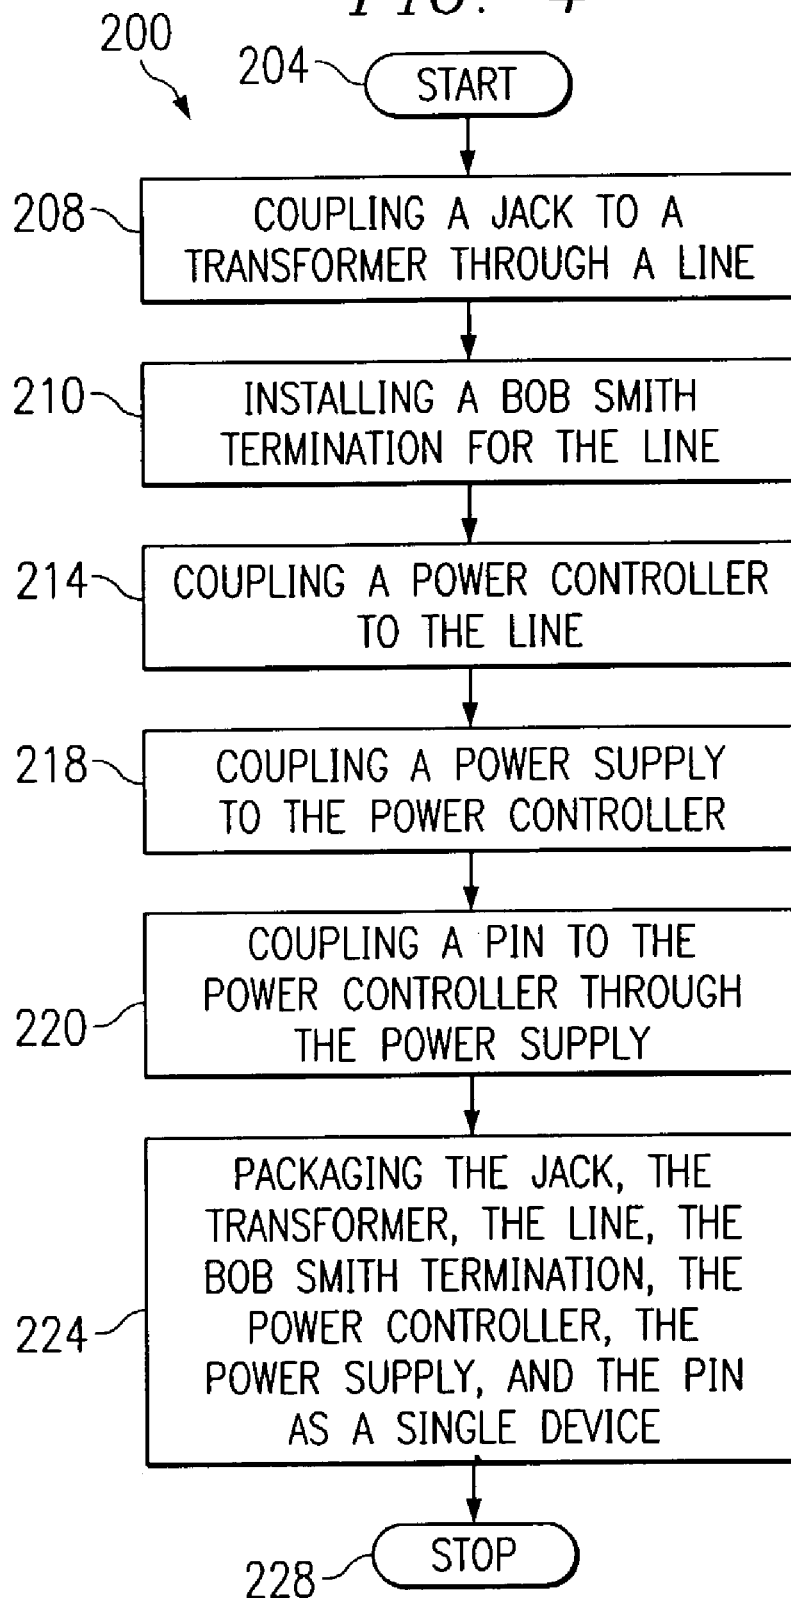 FIG. 4
200
204
START
208
COUPLING A JACK TO A
TRANSFORMER THROUGH A LINE
210
INSTALLING A BOB SMITH
TERMINATION FOR THE LINE
214
COUPLING A POWER CONTROLLER
TO THE LINE
218
COUPLING A POWER SUPPLY
TO THE POWER CONTROLLER
220
COUPLING A PIN TO THE
POWER CONTROLLER THROUGH
THE POWER SUPPLY
224
PACKAGING THE JACK, THE
TRANSFORMER, THE LINE, THE
BOB SMITH TERMINATION, THE
POWER CONTROLLER, THE
POWER SUPPLY, AND THE PIN
AS A SINGLE DEVICE
228
STOP